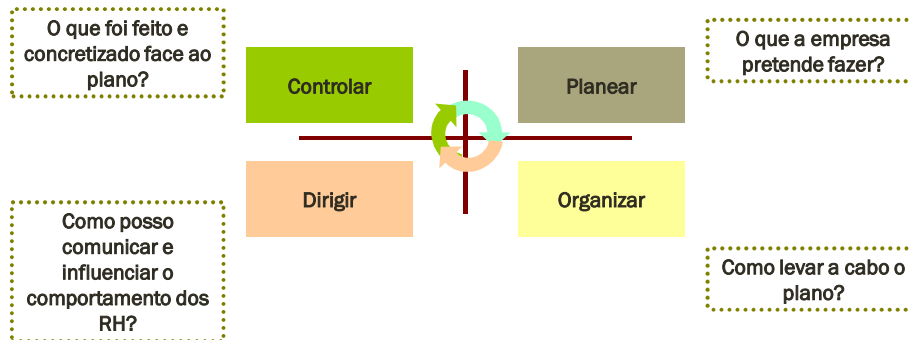 O que foi feito e
concretizado face ao
plano?
Controlar
Planear
O que a empresa
pretende fazer?
Como posso
comunicar e
influenciar o
comportamento dos
RH?
Dirigir
Organizar
Como levar a cabo o
plano?